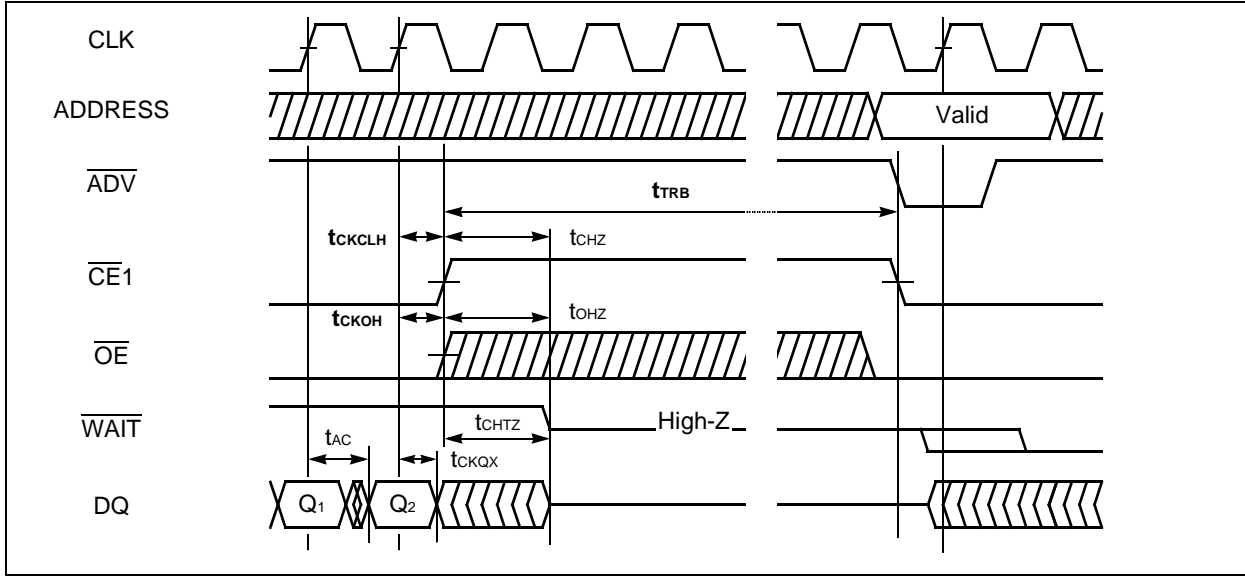 CLK
ADDRESS
Valid
ADV
tTRB
tCKCLH
tCHZ
CE1
tCKOH
tOHZ
OE
WAIT
tCHTZ
High-Z
tAC
tCKQX
DQ
Q1
Q2